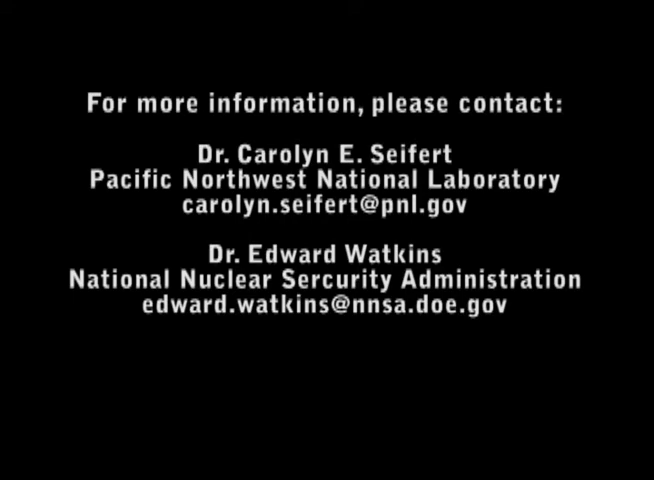 For more information, please contact:
Dr. Carolyn E. Seifert
Pacific Northwest National Laboratory
carolyn.seifert@pnl.gov
Dr. Edward Watkins
National Nuclear Sercurity Administration
edward.watkins@nnsa.doe.gov